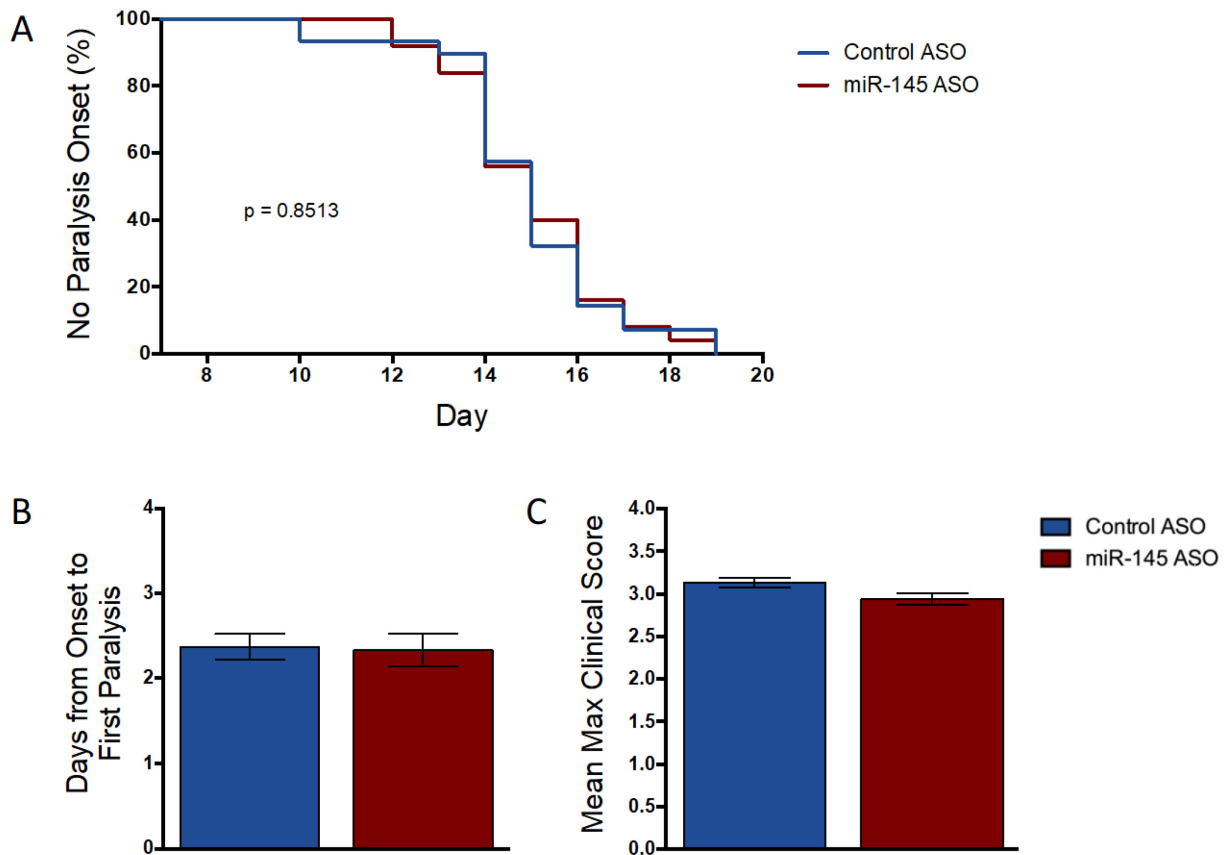 A
No Paralysis Onset (%)
100
80
60
40
20
0
p = 0.8513
8 10 12 14 16 18 20
Day
Control ASO
miR-145 ASO
B
Days from Onset to
First Paralysis
4
3
2
1
0
C
Mean Max Clinical Score
4.0
3.5
3.0
2.5
2.0
1.5
1.0
0.5
0.0
Control ASO
miR-145 ASO